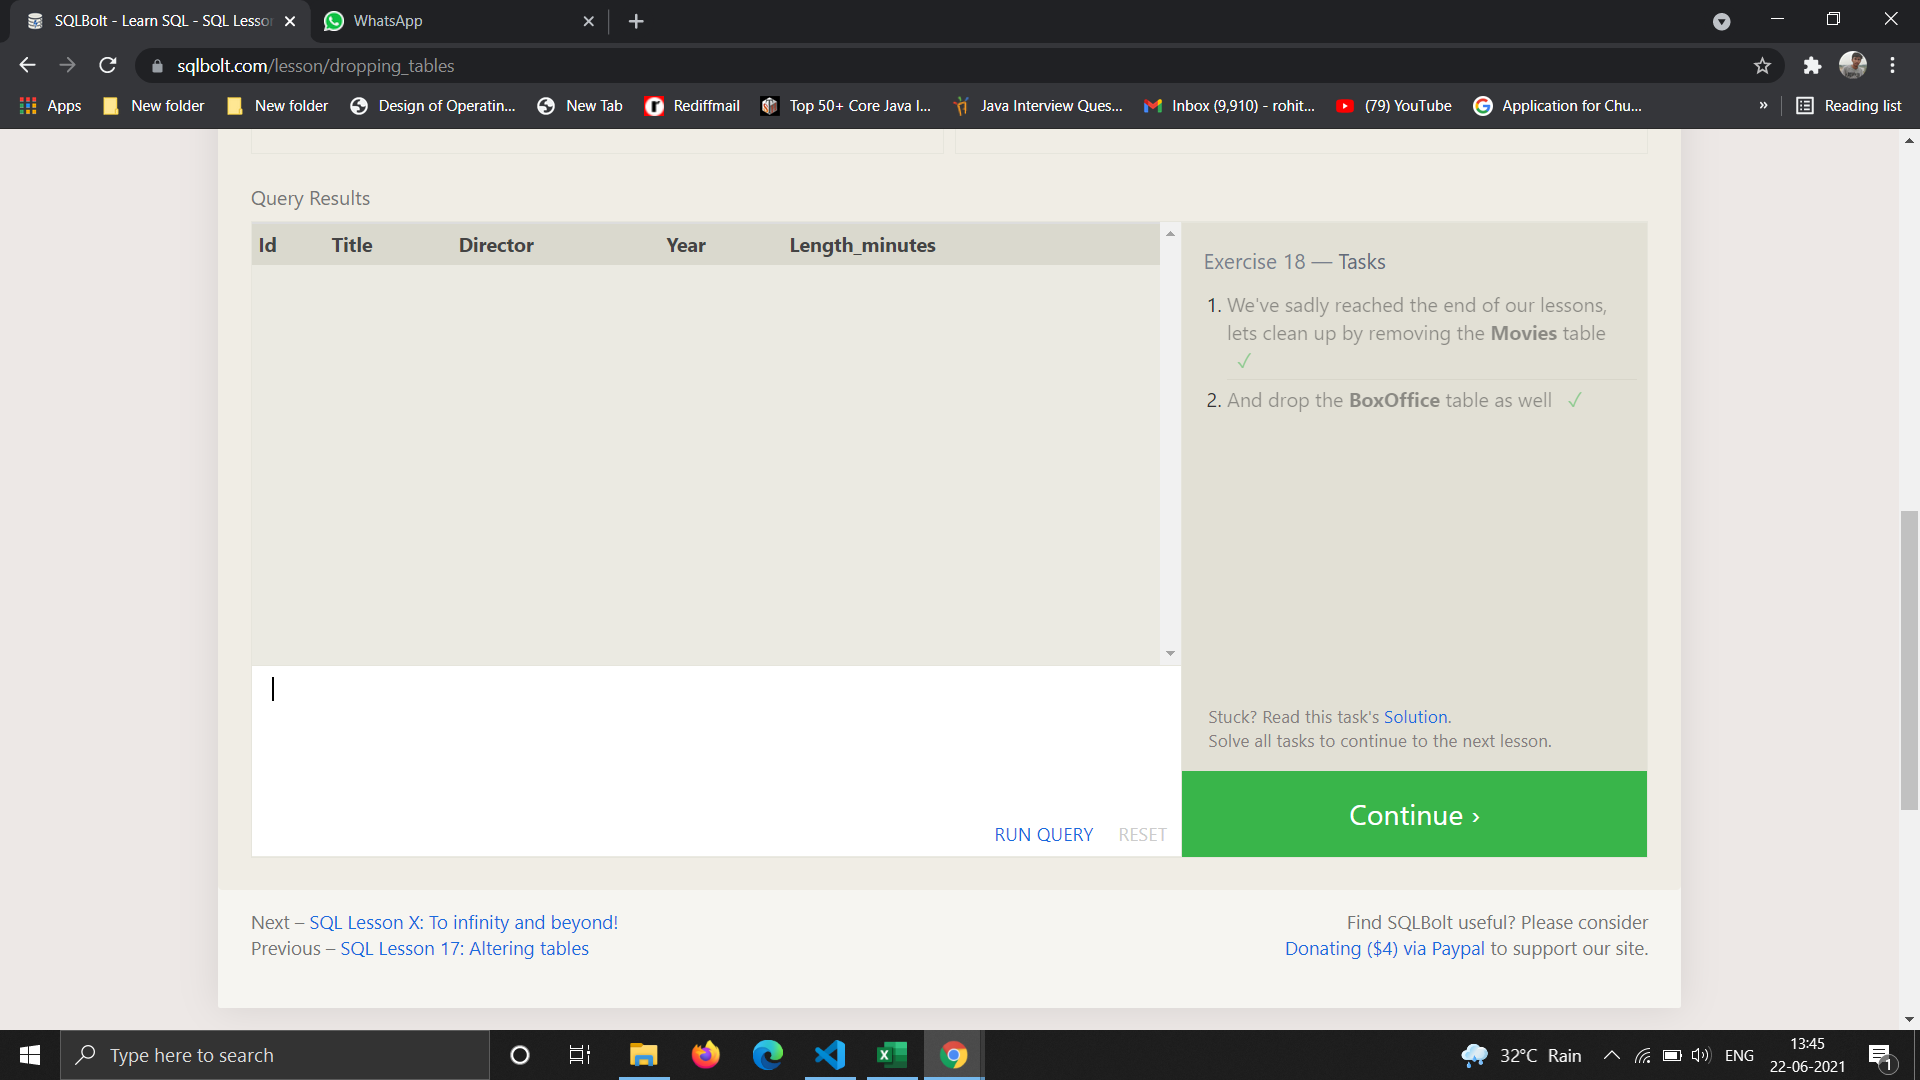 SQLBolt - Learn SQL - SQL Lesson
WhatsApp
sqlbolt.com/lesson/dropping_tables
Apps
New folder
New folder
Design of Operatin...
New Tab
Rediffmail
Top 50+ Core Java I...
Java Interview Ques...
Inbox (9,910) - rohit...
(79) YouTube
Application for Chu...
»
Reading list
Query Results
Id Title Director Year Length_minutes
Exercise 18 — Tasks
1. We've sadly reached the end of our lessons,
lets clean up by removing the Movies table
✓
2. And drop the BoxOffice table as well ✓
Stuck? Read this task's Solution.
Solve all tasks to continue to the next lesson.
RUN QUERY RESET
Continue ›
Next – SQL Lesson X: To infinity and beyond!
Previous – SQL Lesson 17: Altering tables
Find SQLBolt useful? Please consider
Donating ($4) via Paypal to support our site.
Type here to search
32°C Rain
ENG
13:45
22-06-2021
1